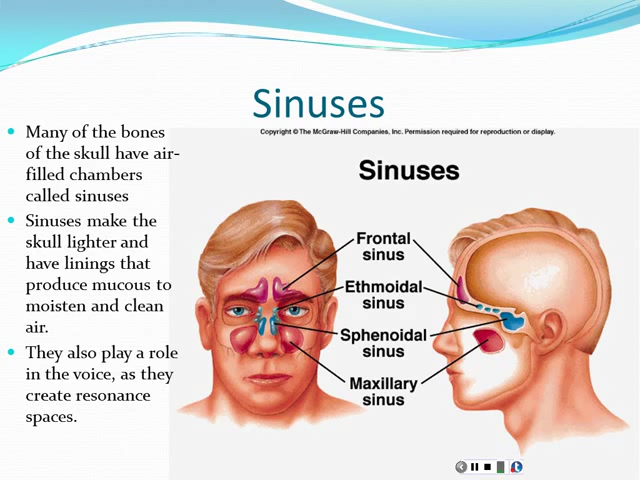 Sinuses
• Many of the bones
of the skull have air-
filled chambers
called sinuses
• Sinuses make the
skull lighter and
have linings that
produce mucous to
moisten and clean
air.
• They also play a role
in the voice, as they
create resonance
spaces.
Copyright © The McGraw-Hill Companies, Inc. Permission required for reproduction or display.
Sinuses
Frontal
sinus
Ethmoidal
sinus
Sphenoidal
sinus
Maxillary
sinus